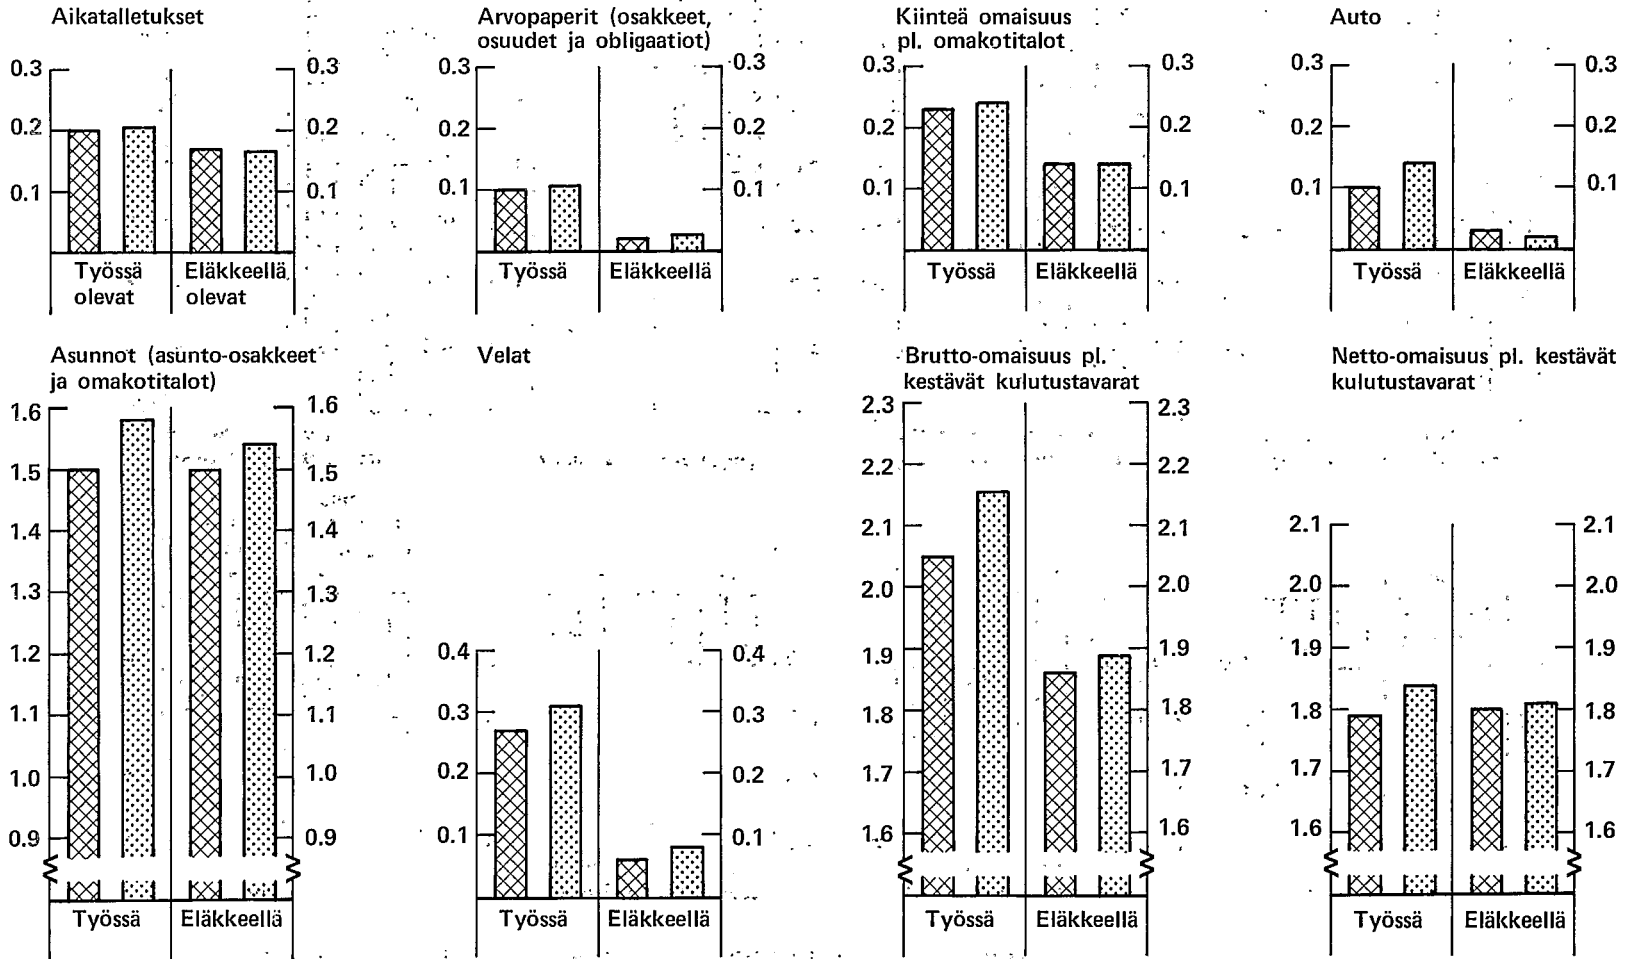 Aikatalletukset
0.3
0.2
0.1
0.3
0.2
0.1
Työssä
olevat
Eläkkeellä
olevat
Arvopaperit (osakkeet,
osuudet ja obligaatiot)
0.3
0.2
0.1
0.3
0.2
0.1
Työssä
Eläkkeellä
Kiinteä omaisuus
pl. omakotitalot
0.3
0.2
0.1
0.3
0.2
0.1
Työssä
Eläkkeellä
Auto
0.3
0.2
0.1
0.3
0.2
0.1
Työssä
Eläkkeellä
Asunnot (asunto-osakkeet
ja omakotitalot)
1.6
1.5
1.4
1.3
1.2
1.1
1.0
0.9
1.6
1.5
1.4
1.3
1.2
1.1
1.0
0.9
Työssä
Eläkkeellä
Velat
0.4
0.3
0.2
0.1
0.4
0.3
0.2
0.1
Työssä
Eläkkeellä
Brutto-omaisuus pl.
kestävät kulutustavarat
2.3
2.2
2.1
2.0
1.9
1.8
1.7
1.6
2.3
2.2
2.1
2.0
1.9
1.8
1.7
1.6
Työssä
Eläkkeellä
Netto-omaisuus pl. kestävät
kulutustavarat
2.1
2.0
1.9
1.8
1.7
1.6
2.1
2.0
1.9
1.8
1.7
1.6
Työssä
Eläkkeellä